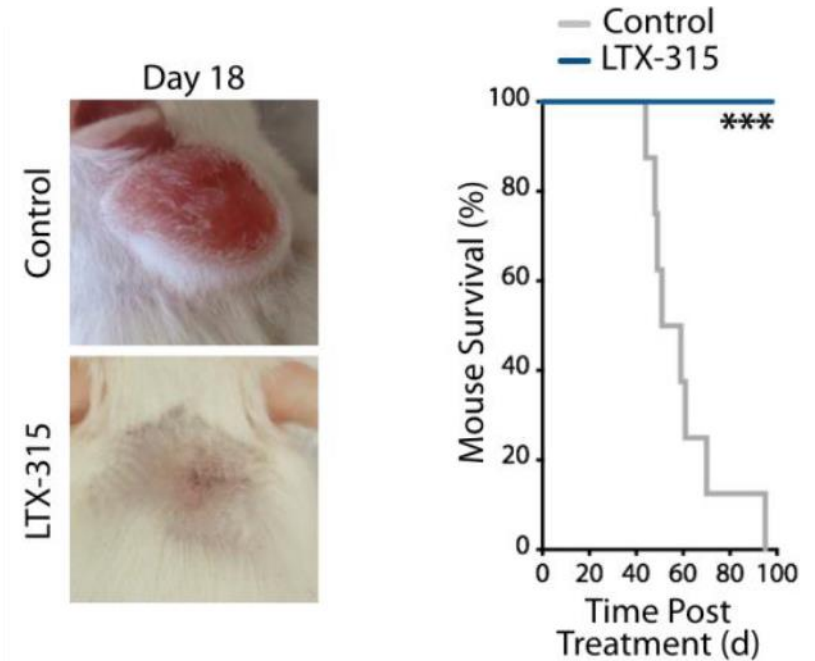 Day 18
Control
LTX-315
Control
LTX-315
***
Mouse Survival (%)
100
80
60
40
20
0
0 20 40 60 80 100
Time Post
Treatment (d)